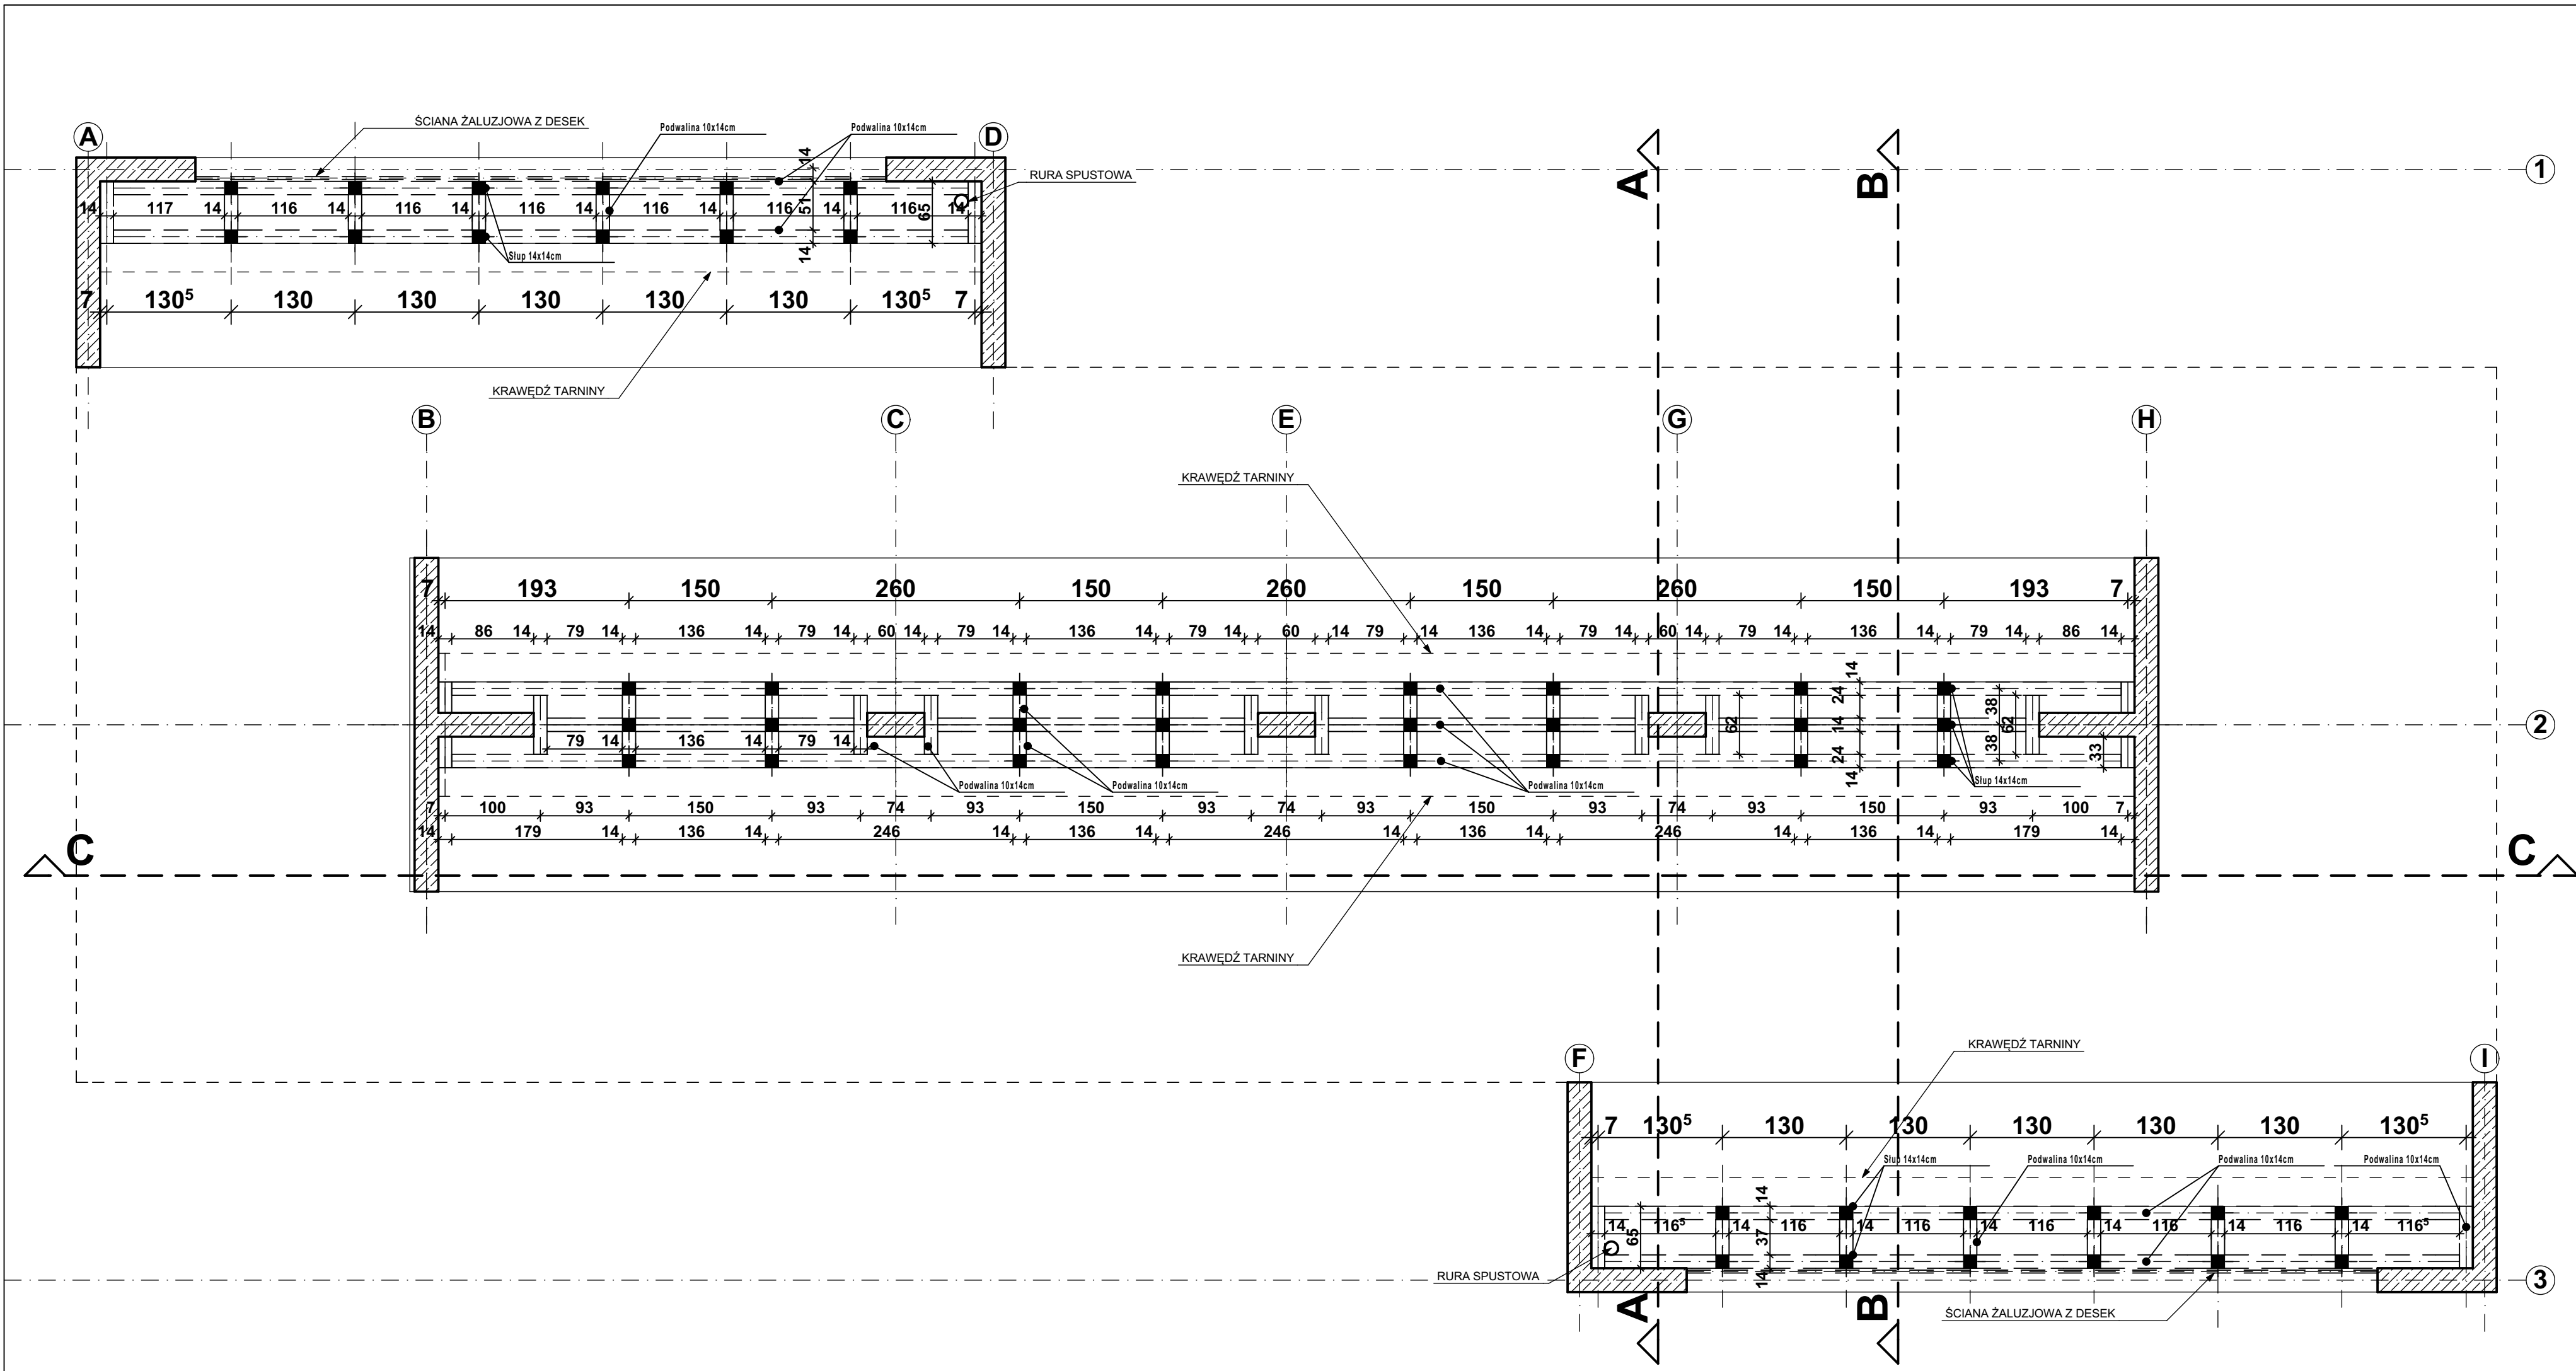 ŚCIANA ŻALUZJOWA Z DESEK
Podwalina 10x14cm
Podwalina 10x14cm
A
D
1
14
RURA SPUSTOWA
A
B
14 117 14 116 14 116 14 116 14 116 14 116 51 14 116 65 14
14
Słup 14x14cm
7 130⁵ 130 130 130 130 130 130⁵ 7
KRAWĘDŹ TARNINY
B C E G H
KRAWĘDŹ TARNINY
7 193 150 260 150 260 150 260 150 193 7
14 86 14 79 14 136 14 79 14 60 14 79 14 136 14 79 14 60 14 79 14 136 14 79 14 60 14 79 14 136 14 79 14 86 14
14
24 38
62 14 62 2
79 14 136 14 79 14
24 38 33
14
Podwalina 10x14cm
Podwalina 10x14cm
Podwalina 10x14cm
Słup 14x14cm
7 100 93 150 93 74 93 150 93 74 93 150 93 74 93 150 93 100 7
14 179 14 136 14 246 14 136 14 246 14 136 14 246 14 136 14 179 14
C
C
KRAWĘDŹ TARNINY
KRAWĘDŹ TARNINY
F
I
7 130⁵ 130 130 130 130 130 130⁵
Słup 14x14cm
Podwalina 10x14cm
Podwalina 10x14cm
Podwalina 10x14cm
14
14 65 116⁵ 14 37 116 14 116 14 116 14 116 14 116 14 116⁵
14
RURA SPUSTOWA
3
A
B
ŚCIANA ŻALUZJOWA Z DESEK